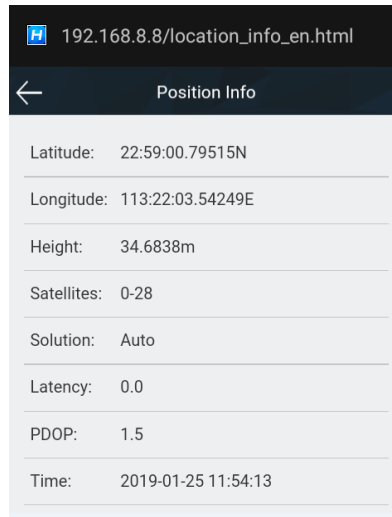 H 192.168.8.8/location_info_en.html
Position Info
Latitude: 22:59:00.79515N
Longitude: 113:22:03.54249E
Height: 34.6838m
Satellites: 0-28
Solution: Auto
Latency: 0.0
PDOP: 1.5
Time: 2019-01-25 11:54:13